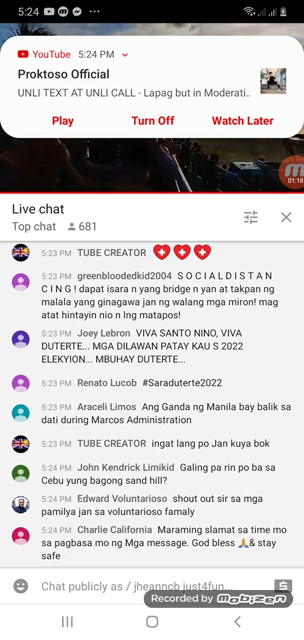 5:24
YouTube 5:24 PM
Proktoso Official
UNLI TEXT AT UNLI CALL - Lapag but in Moderati..
Play Turn Off Watch Later
01:18
Live chat
Top chat 681
5:23 PM TUBE CREATOR
5:23 PM greenbloodedkid2004 S O C I A L D I S T A N
C I N G ! dapat isara n yang bridge n yan at takpan ng
malala yang ginagawa jan ng walang mga miron! mag
atat hintayin nio n lng matapos!
5:23 PM Joey Lebron VIVA SANTO NINO, VIVA
DUTERTE... MGA DILAWAN PATAY KAU S 2022
ELEKYION... MBUHAY DUTERTE...
5:23 PM Renato Lucob #Saraduterte2022
5:23 PM Araceli Limos Ang Ganda ng Manila bay balik sa
dati during Marcos Administration
5:23 PM TUBE CREATOR ingat lang po Jan kuya bok
5:24 PM John Kendrick Limikid Galing pa rin po ba sa
Cebu yung bagong sand hill?
5:24 PM Edward Voluntarioso shout out sir sa mga
pamilya jan sa voluntarioso famaly
5:24 PM Charlie California Maraming slamat sa time mo
sa pagbasa mo ng Mga message. God bless & stay
safe
Chat publicly as / jheanncb just4fun...
Recorded by mobizen